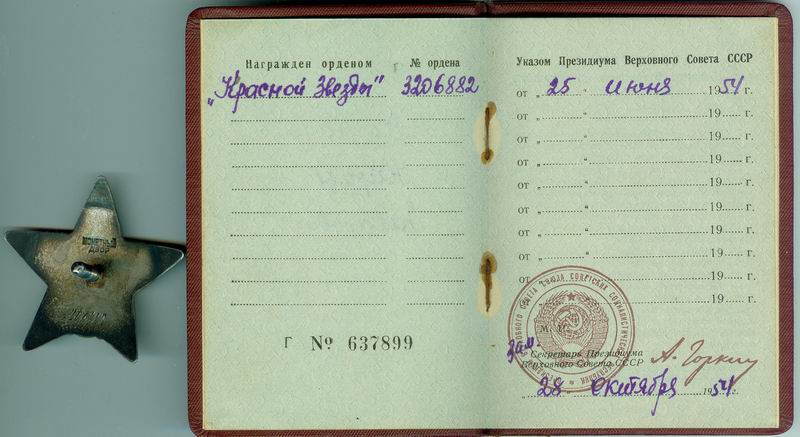 МОНЕТНЫЙ
ДВОР
Награжден орденом № ордена
„Красной Звезды" 3206882
Г № 637899
Указом Президиума Верховного Совета СССР
от „ 25 " июня 1954 г.
от „ " 19 г.
от „ " 19 г.
от „ " 19 г.
от „ " 19 г.
от „ " 19 г.
от „ " 19 г.
от „ " 19 г.
от „ " 19 г.
от 19 г.
М. П.
Зам. Секретарь Президиума
Верховного Совета СССР А. Горкин
„ 28 " октября 1954 г.